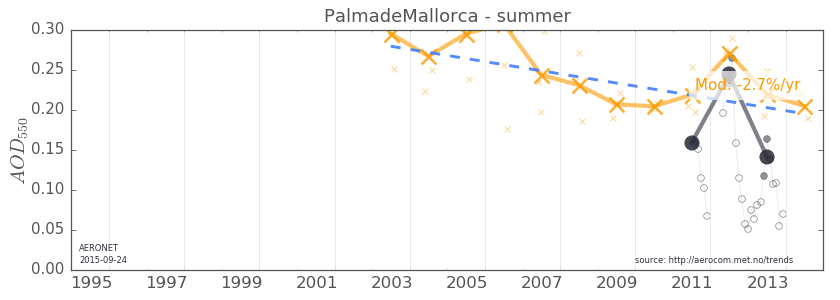 PalmadeMallorca - summer
0.30
0.25
0.20
0.15
0.10
0.05
0.00
AOD550
Mod: -2.7%/yr
AERONET
2015-09-24
source: http://aerocom.met.no/trends
1995 1997 1999 2001 2003 2005 2007 2009 2011 2013